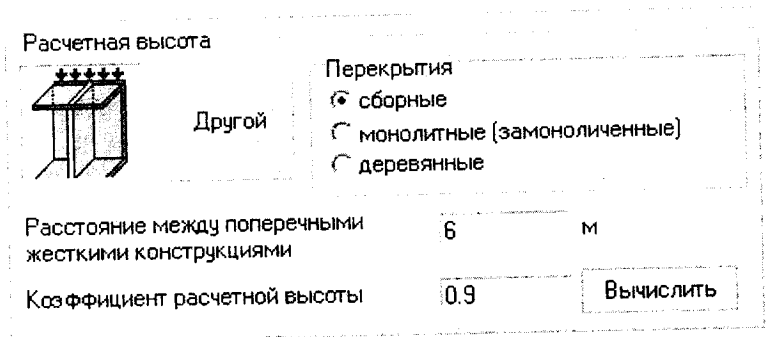 Расчетная высота
Другой
Перекрытия
сборные
монолитные (замоноличенные)
деревянные
Расстояние между поперечными
жесткими конструкциями
6 м
Коэффициент расчетной высоты
0.9 Вычислить